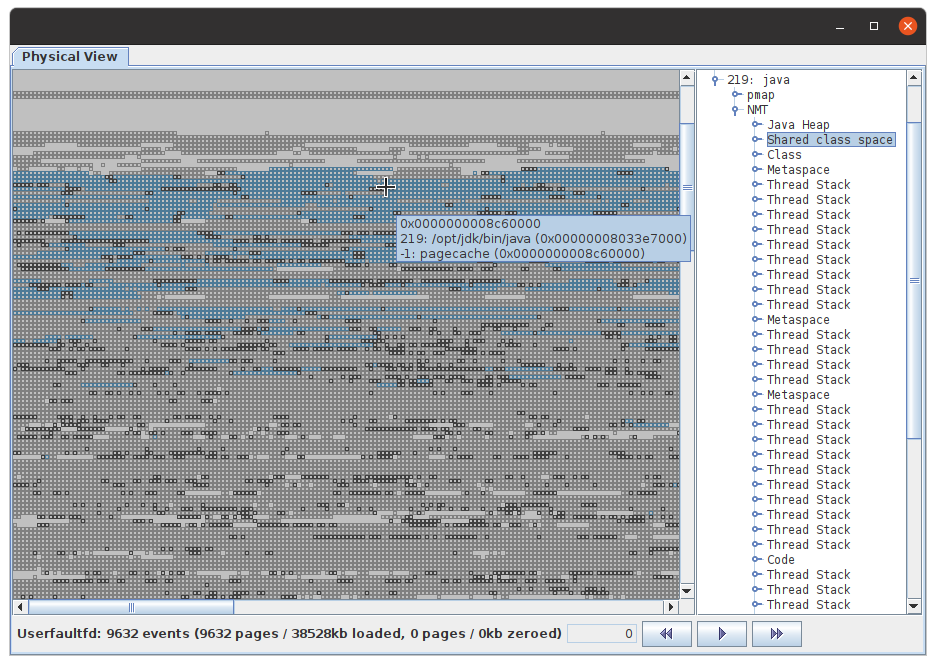 Physical View
0x0000000008c60000
219: /opt/jdk/bin/java (0x00000008033e7000)
-1: pagecache (0x0000000008c60000)
219: java
pmap
NMT
Java Heap
Shared class space
Class
Metaspace
Thread Stack
Thread Stack
Thread Stack
Thread Stack
Thread Stack
Thread Stack
Thread Stack
Thread Stack
Thread Stack
Metaspace
Thread Stack
Thread Stack
Thread Stack
Thread Stack
Metaspace
Thread Stack
Thread Stack
Thread Stack
Thread Stack
Thread Stack
Thread Stack
Thread Stack
Thread Stack
Thread Stack
Thread Stack
Code
Thread Stack
Thread Stack
Thread Stack
Userfaultfd: 9632 events (9632 pages / 38528kb loaded, 0 pages / 0kb zeroed)
0